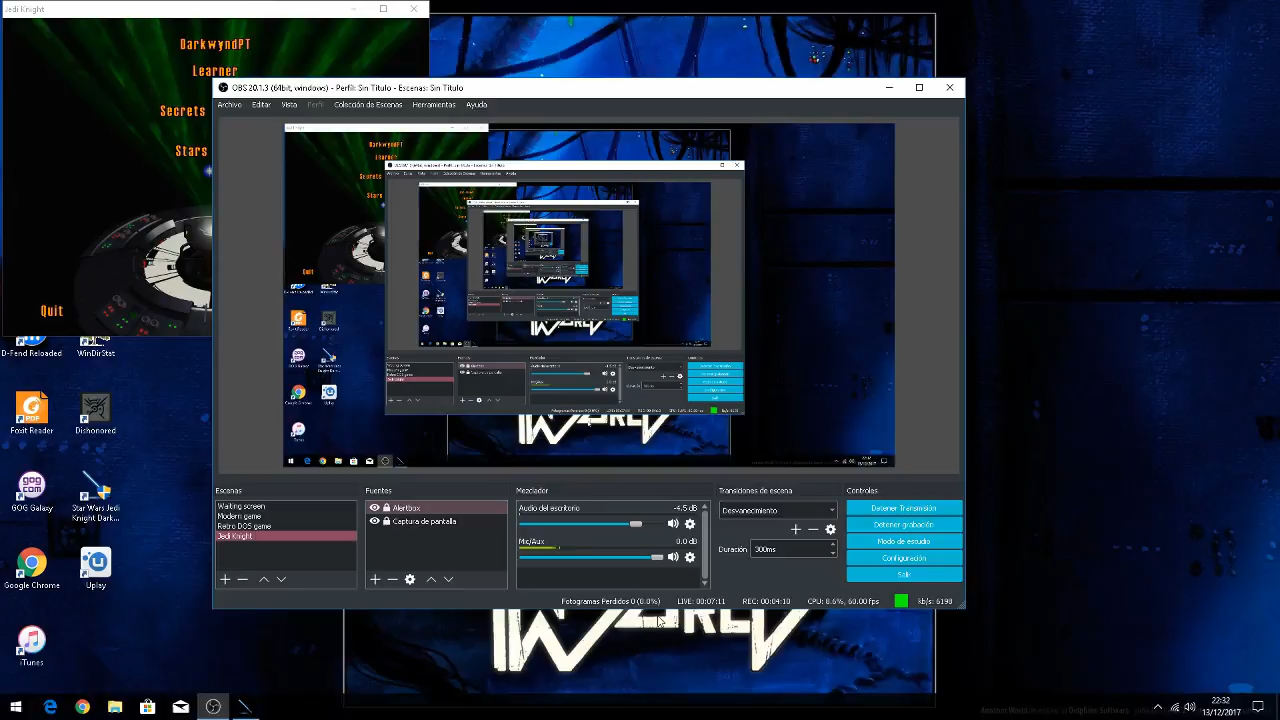 Jedi Knight
DarkwyndPT
Learner
Secrets
Stars
Quit
OBS 20.1.3 (64bit, windows) - Perfil: Sin Título - Escenas: Sin Título
Archivo Editar Vista Perfil Colección de Escenas Herramientas Ayuda
D-Fend Reloaded
WinDirStat
Foxit Reader
Dishonored
GOG Galaxy
Star Wars Jedi
Knight Dark...
Google Chrome
Uplay
iTunes
Escenas
Waiting screen
Modern game
Retro DOS game
Jedi Knight
Fuentes
Alertbox
Captura de pantalla
Mezclador
Audio del escritorio -4.5 dB
Mic/Aux 0.0 dB
Transiciones de escena
Desvanecimiento
Duración 300ms
Controles
Detener Transmisión
Detener grabación
Modo de estudio
Configuración
Salir
Fotogramas Perdidos 0 (0.0%) LIVE: 00:07:11 REC: 00:04:10 CPU: 8.6%, 60.00 fps kb/s: 6198
22:32
13/12/2017